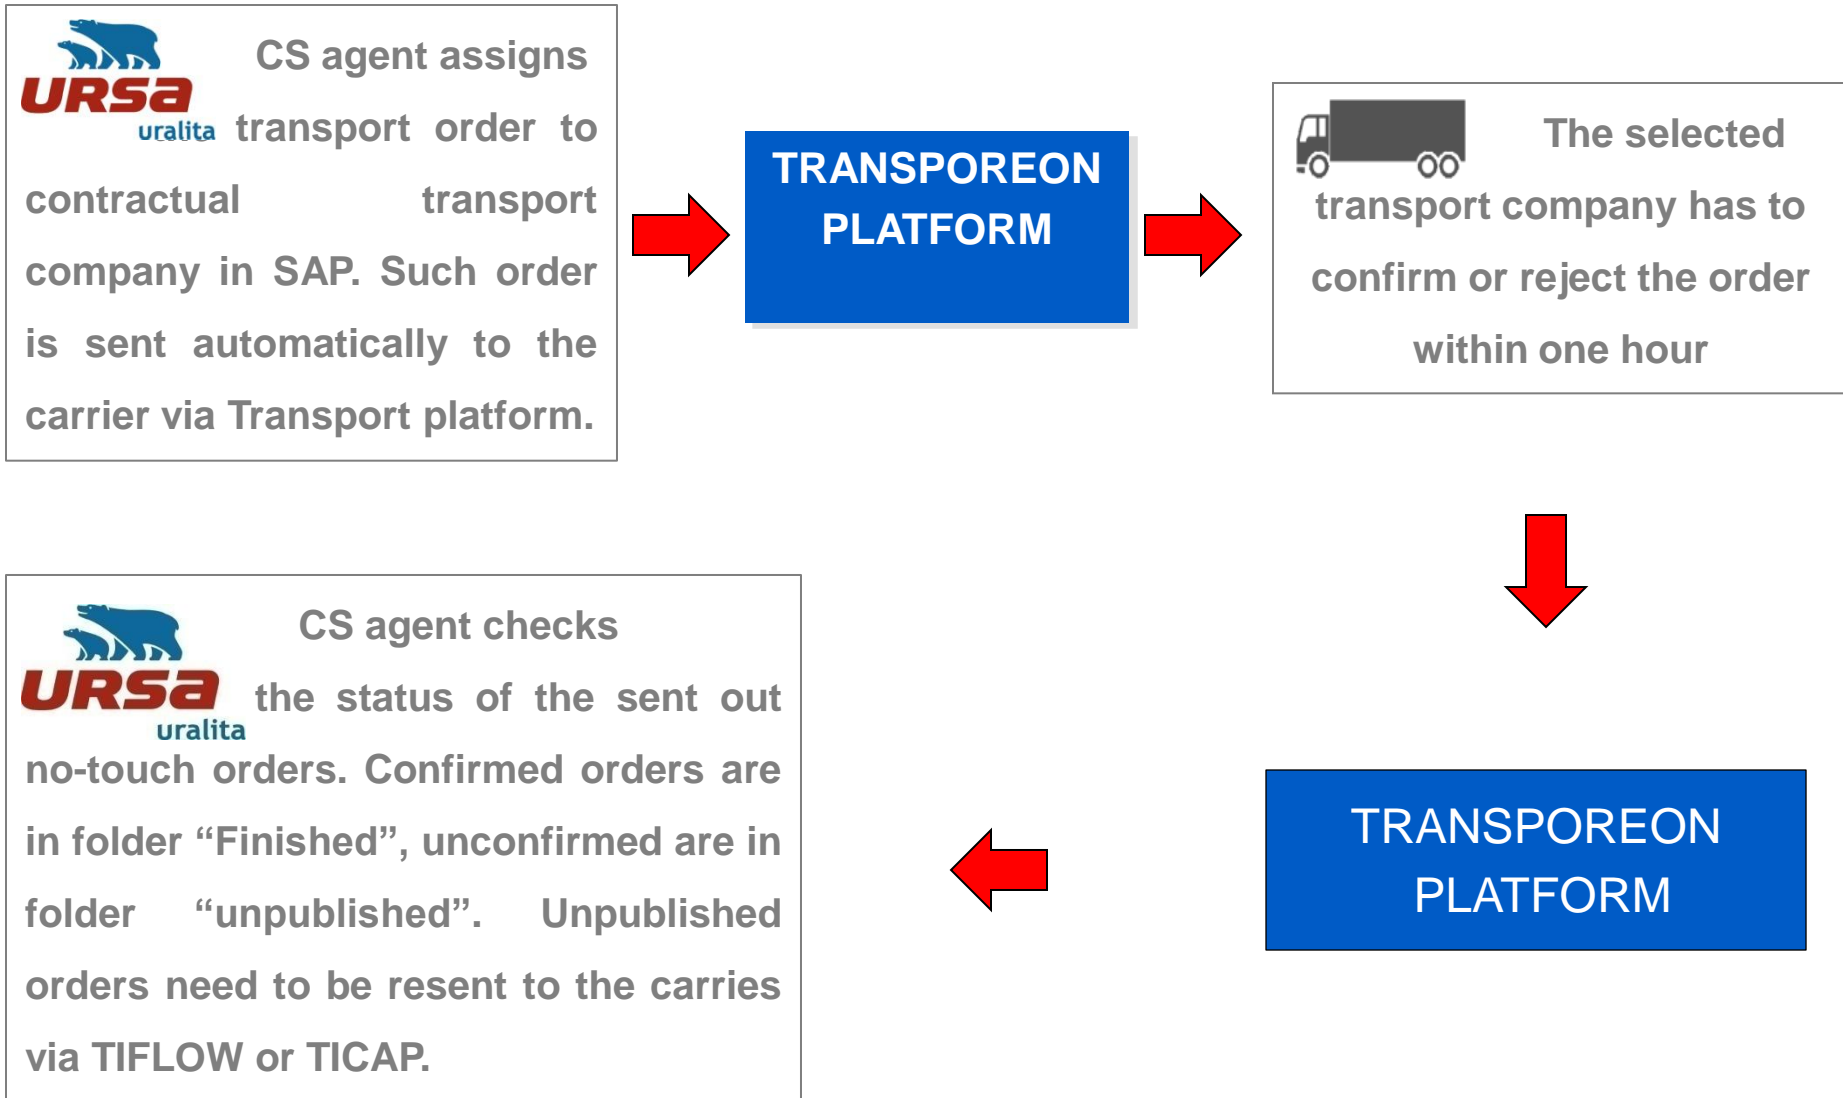 URSA
uralita
CS agent assigns
transport order to
contractual transport
company in SAP. Such order
is sent automatically to the
carrier via Transport platform.
TRANSPOREON
PLATFORM
The selected
transport company has to
confirm or reject the order
within one hour
TRANSPOREON
PLATFORM
URSA
uralita
CS agent checks
the status of the sent out
no-touch orders. Confirmed orders are
in folder “Finished”, unconfirmed are in
folder “unpublished”. Unpublished
orders need to be resent to the carries
via TIFLOW or TICAP.